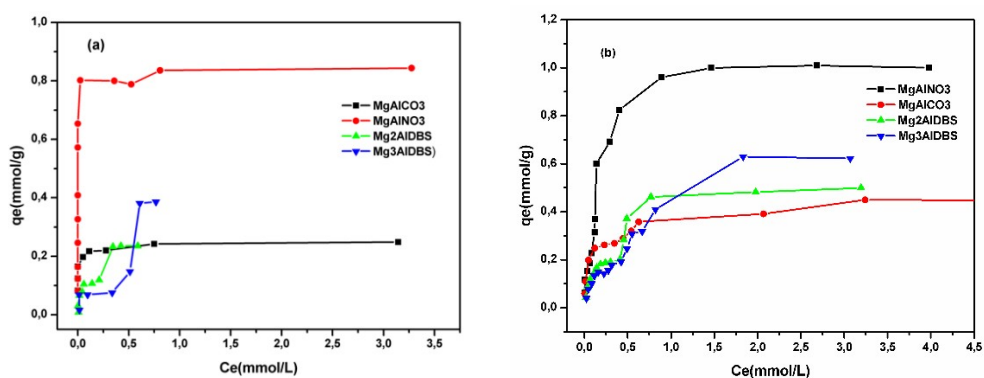 (a)
1,0
0,8
0,6
0,4
0,2
0,0
qe(mmol/g)
MgAlCO3
MgAlNO3
Mg2AlDBS
Mg3AlDBS)
0,0 0,5 1,0 1,5 2,0 2,5 3,0 3,5
Ce(mmol/L)
(b)
1,2
1,0
0,8
0,6
0,4
0,2
0,0
qe(mmol/g)
MgAlNO3
MgAlCO3
Mg2AlDBS
Mg3AlDBS
0,0 0,5 1,0 1,5 2,0 2,5 3,0 3,5 4,0 4,5
Ce(mmol/L)